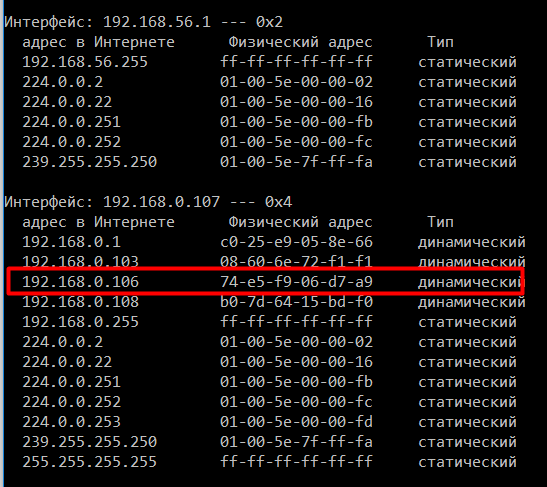 Интерфейс: 192.168.56.1 --- 0x2
адрес в Интернете Физический адрес Тип
192.168.56.255 ff-ff-ff-ff-ff-ff статический
224.0.0.2 01-00-5e-00-00-02 статический
224.0.0.22 01-00-5e-00-00-16 статический
224.0.0.251 01-00-5e-00-00-fb статический
224.0.0.252 01-00-5e-00-00-fc статический
239.255.255.250 01-00-5e-7f-ff-fa статический
Интерфейс: 192.168.0.107 --- 0x4
адрес в Интернете Физический адрес Тип
192.168.0.1 c0-25-e9-05-8e-66 динамический
192.168.0.103 08-60-6e-72-f1-f1 динамический
192.168.0.106 74-e5-f9-06-d7-a9 динамический
192.168.0.108 b0-7d-64-15-bd-f0 динамический
192.168.0.255 ff-ff-ff-ff-ff-ff статический
224.0.0.2 01-00-5e-00-00-02 статический
224.0.0.22 01-00-5e-00-00-16 статический
224.0.0.251 01-00-5e-00-00-fb статический
224.0.0.252 01-00-5e-00-00-fc статический
224.0.0.253 01-00-5e-00-00-fd статический
239.255.255.250 01-00-5e-7f-ff-fa статический
255.255.255.255 ff-ff-ff-ff-ff-ff статический